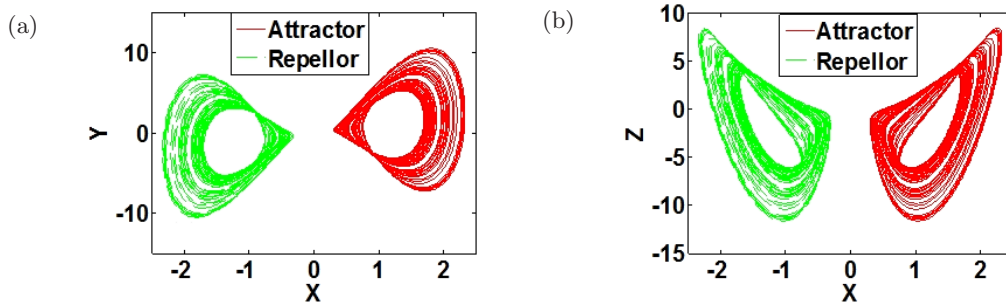 (a)
Attractor
Repellor
10
0
-10
Y
-2 -1 0 1 2
X
(b)
Attractor
Repellor
10
5
0
-5
-10
-15
Z
-2 -1 0 1 2
X